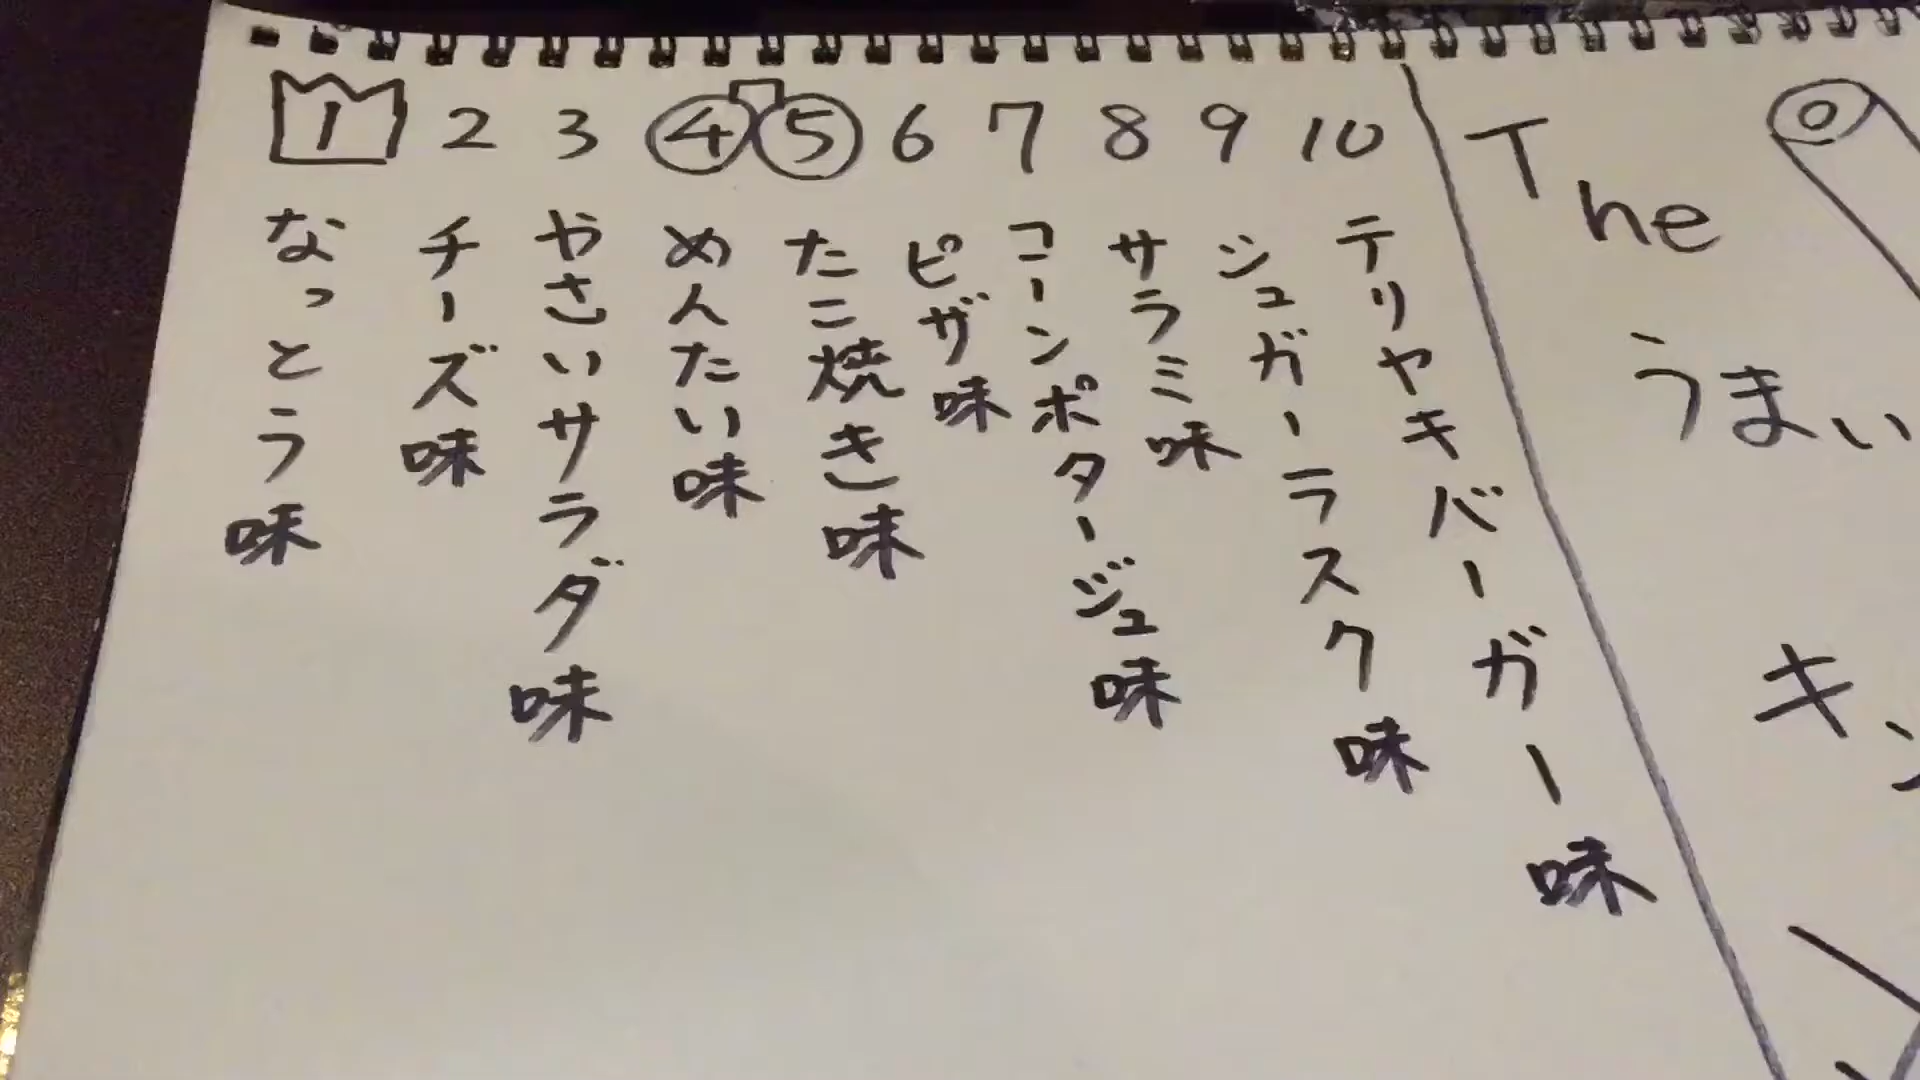 1 2 3 4 5 6 7 8 9 10
なっとう味
チーズ味
やさいサラダ味
めんたい味
たこ焼き味
ピザ味
コーンポタージュ味
サラミ味
シュガーラスク味
テリヤキバーガー味
The
うまい
キ